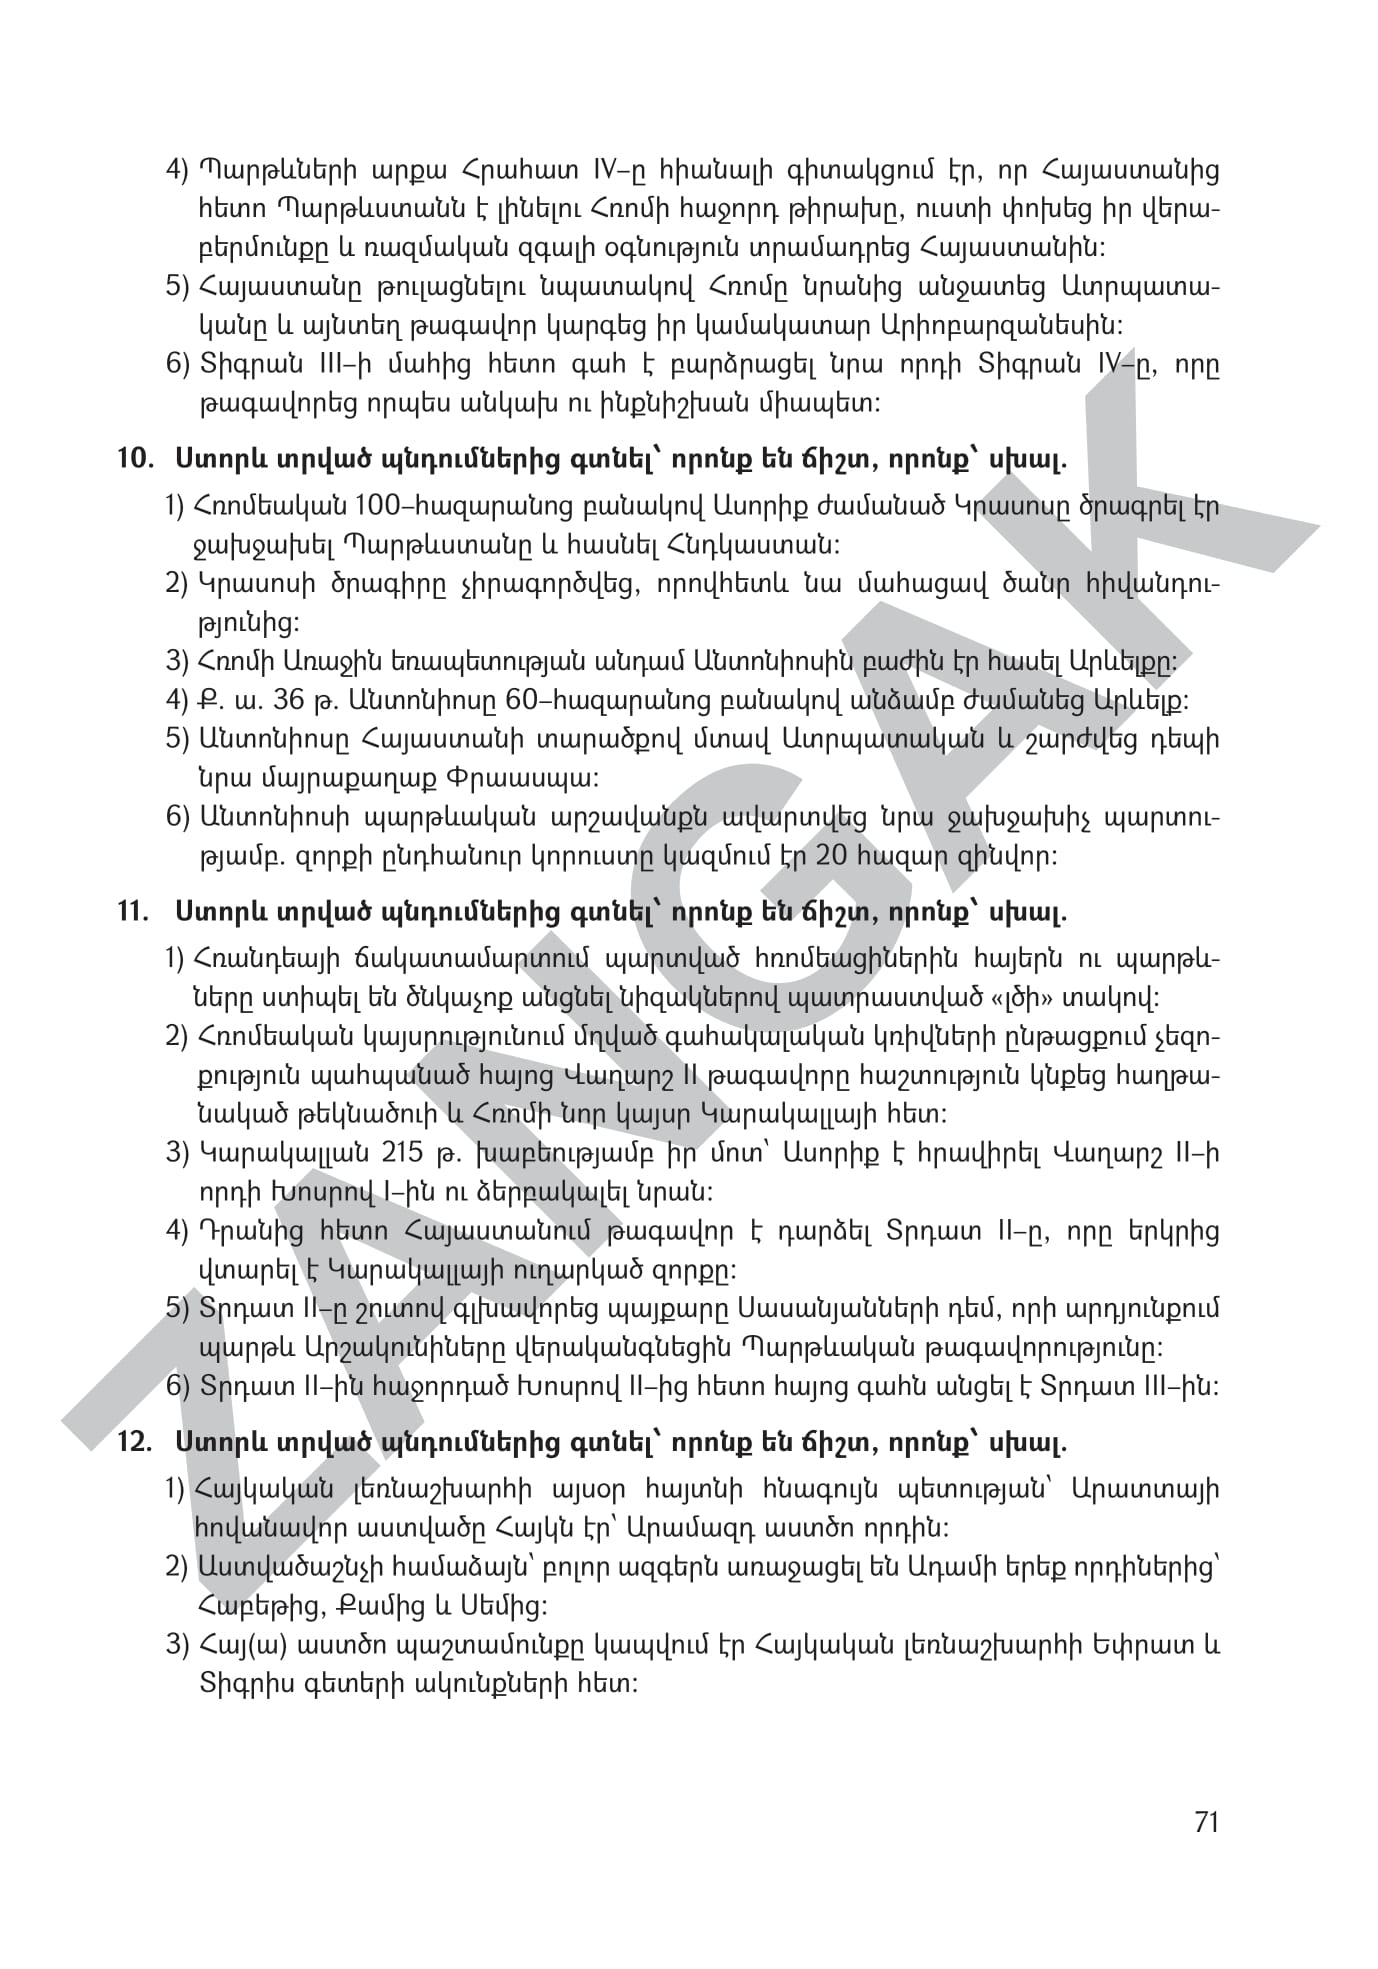 4) Պարթևների արքա Հրահատ IV–ը հիանալի գիտակցում էր, որ Հայաստանից
հետո Պարթևստանն է լինելու Հռոմի հաջորդ թիրախը, ուստի փոխեց իր վերա-
բերմունքը և ռազմական զգալի օգնություն տրամադրեց Հայաստանին:
5) Հայաստանը թուլացնելու նպատակով Հռոմը նրանից անջատեց Ատրպատա-
կանը և այնտեղ թագավոր կարգեց իր կամակատար Արիոբարզանեսին:
6) Տիգրան III–ի մահից հետո գահ է բարձրացել նրա որդի Տիգրան IV–ը, որը
թագավորեց որպես անկախ ու ինքնիշխան միապետ:
10. Ստորև տրված պնդումներից գտնել՝ որոնք են ճիշտ, որոնք՝ սխալ.
1) Հռոմեական 100–հազարանոց բանակով Ասորիք ժամանած Կրասոսը ծրագրել էր
ջախջախել Պարթևստանը և հասնել Հնդկաստան:
2) Կրասոսի ծրագիրը չիրագործվեց, որովհետև նա մահացավ ծանր հիվանդու-
թյունից:
3) Հռոմի Առաջին եռապետության անդամ Անտոնիոսին բաժին էր հասել Արևելքը:
4) Ք. ա. 36 թ. Անտոնիոսը 60–հազարանոց բանակով անձամբ ժամանեց Արևելք:
5) Անտոնիոսը Հայաստանի տարածքով մտավ Ատրպատական և շարժվեց դեպի
նրա մայրաքաղաք Փրաասպա:
6) Անտոնիոսի պարթևական արշավանքն ավարտվեց նրա ջախջախիչ պարտու-
թյամբ. զորքի ընդհանուր կորուստը կազմում էր 20 հազար զինվոր:
11. Ստորև տրված պնդումներից գտնել՝ որոնք են ճիշտ, որոնք՝ սխալ.
1) Հռանդեայի ճակատամարտում պարտված հռոմեացիներին հայերն ու պարթև-
ները ստիպել են ծնկաչոք անցնել նիզակներով պատրաստված «լծի» տակով:
2) Հռոմեական կայսրությունում մղված գահակալական կռիվների ընթացքում չեզո-
քություն պահպանած հայոց Վաղարշ II թագավորը հաշտություն կնքեց հաղթա-
նակած թեկնածուի և Հռոմի նոր կայսր Կարակալլայի հետ:
3) Կարակալլան 215 թ. խաբեությամբ իր մոտ՝ Ասորիք է հրավիրել Վաղարշ II–ի
որդի Խոսրով I–ին ու ձերբակալել նրան:
4) Դրանից հետո Հայաստանում թագավոր է դարձել Տրդատ II–ը, որը երկրից
վտարել է Կարակալլայի ուղարկած զորքը:
5) Տրդատ II–ը շուտով գլխավորեց պայքարը Սասանյանների դեմ, որի արդյունքում
պարթև Արշակունիները վերականգնեցին Պարթևական թագավորությունը:
6) Տրդատ II–ին հաջորդած Խոսրով II–ից հետո հայոց գահն անցել է Տրդատ III–ին:
12. Ստորև տրված պնդումներից գտնել՝ որոնք են ճիշտ, որոնք՝ սխալ.
1) Հայկական լեռնաշխարհի այսօր հայտնի հնագույն պետության՝ Արատտայի
հովանավոր աստվածը Հայկն էր՝ Արամազդ աստծո որդին:
2) Աստվածաշնչի համաձայն՝ բոլոր ազգերն առաջացել են Ադամի երեք որդիներից՝
Հաբեթից, Քամից և Սեմից:
3) Հայ(ա) աստծո պաշտամունքը կապվում էր Հայկական լեռնաշխարհի Եփրատ և
Տիգրիս գետերի ակունքների հետ:
71
ZANGAK